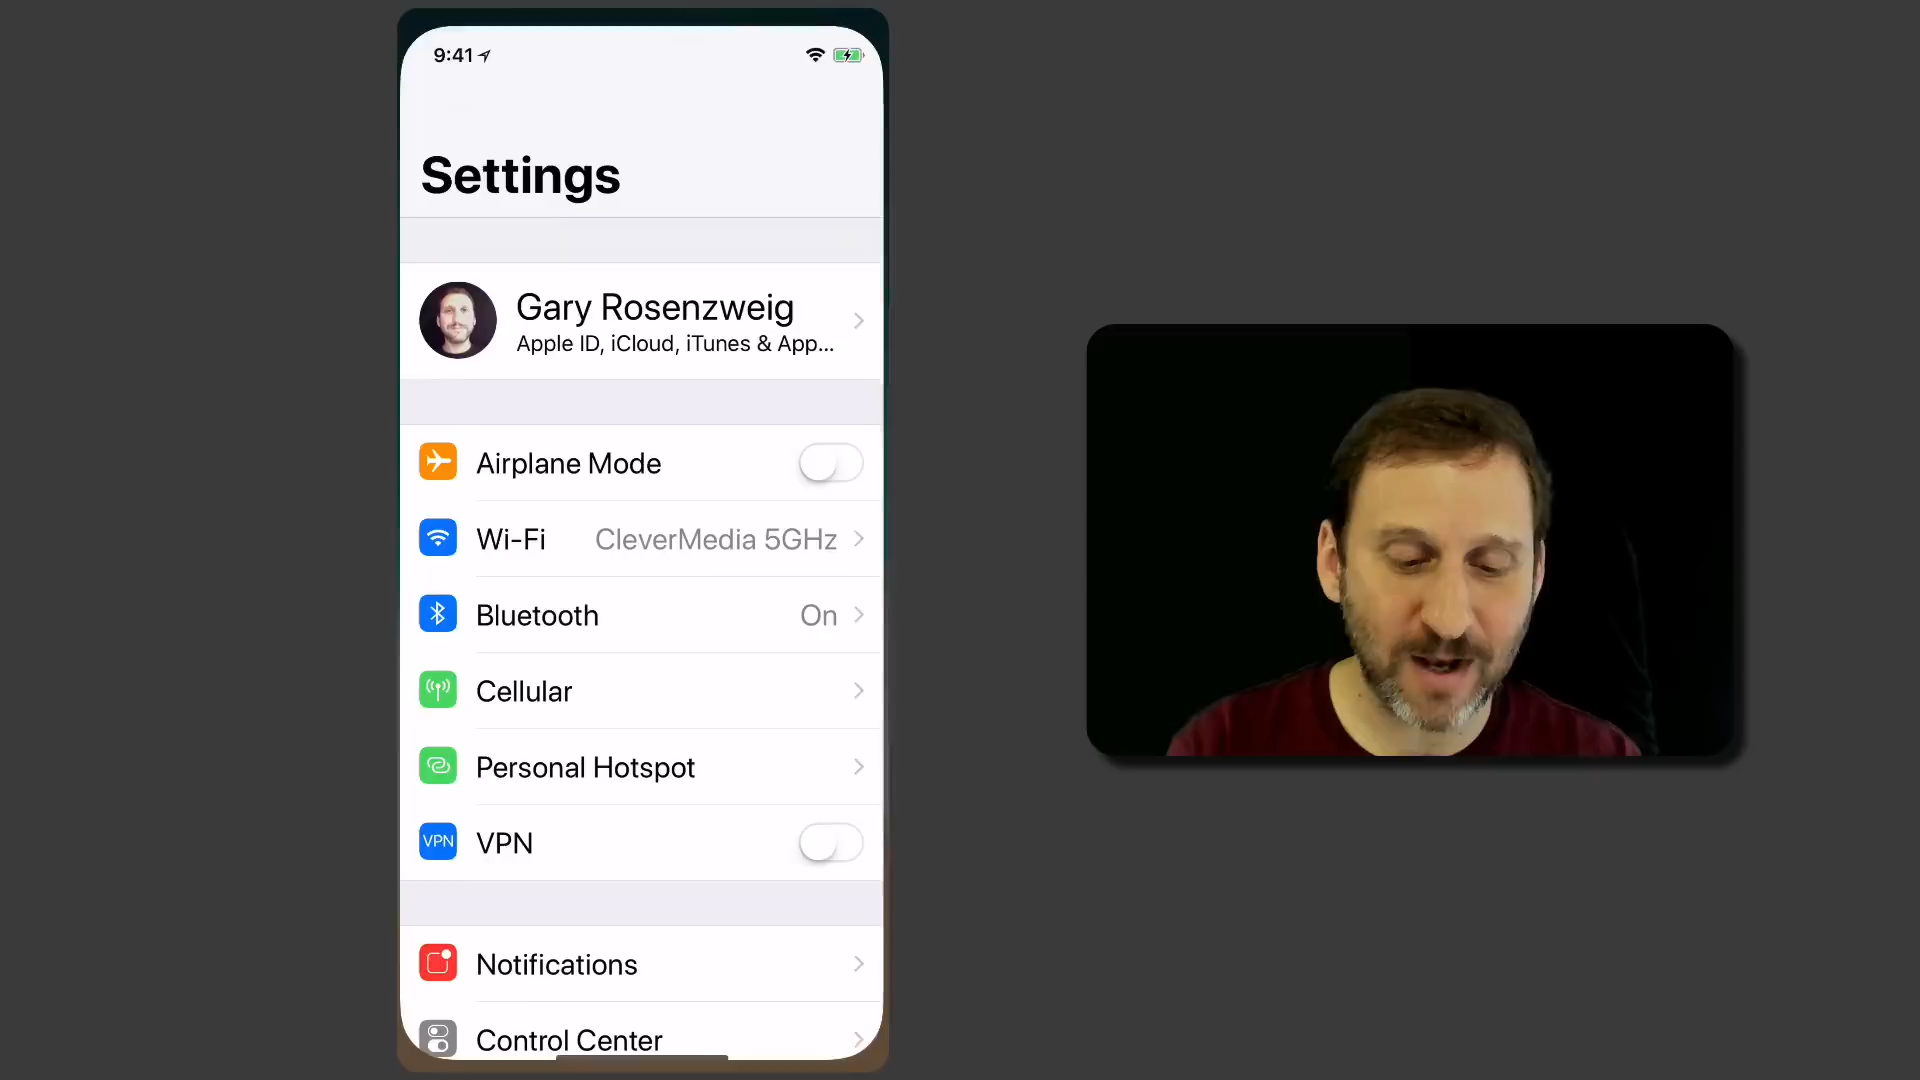 9:41
Settings
Gary Rosenzweig
Apple ID, iCloud, iTunes & App...
Airplane Mode
Wi-Fi CleverMedia 5GHz
Bluetooth On
Cellular
Personal Hotspot
VPN VPN
Notifications
Control Center